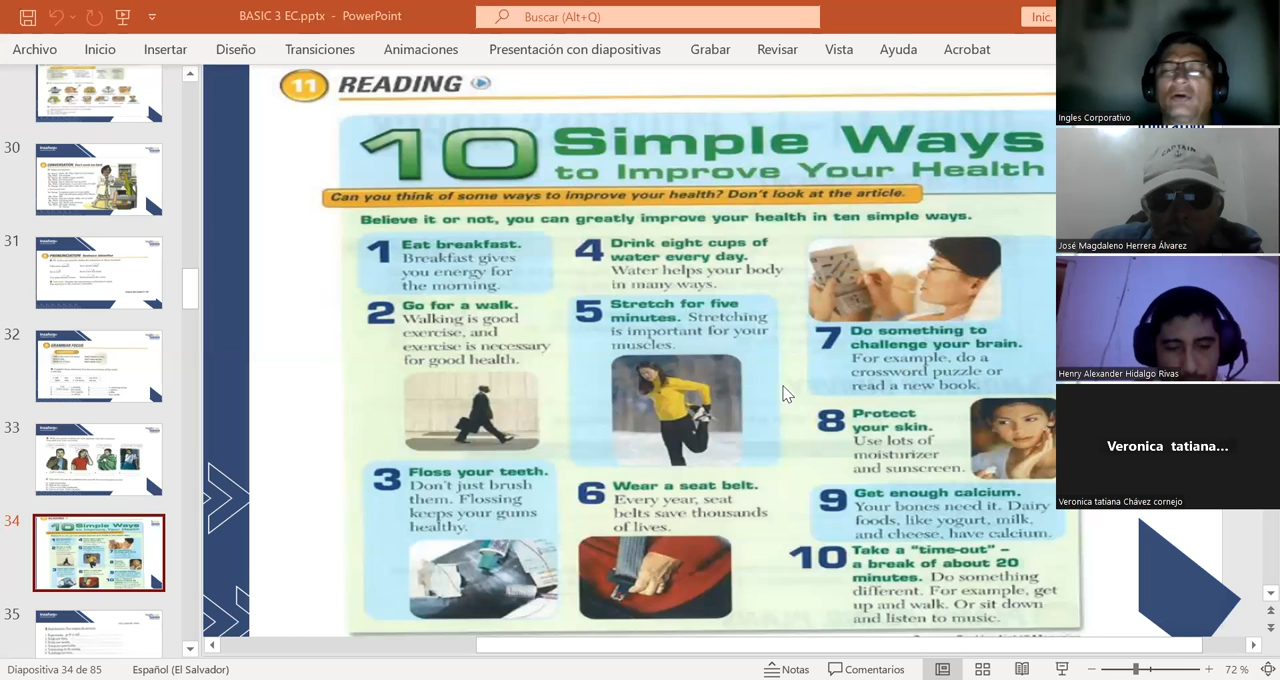 BASIC 3 EC.pptx - PowerPoint
Buscar (Alt+Q)
Inic.
Archivo
Inicio
Insertar
Diseño
Transiciones
Animaciones
Presentación con diapositivas
Grabar
Revisar
Vista
Ayuda
Acrobat
30
31
32
33
34
35
11 READING
10 Simple Ways
to Improve Your Health
Can you think of some ways to improve your health? Don't look at the article.
Believe it or not, you can greatly improve your health in ten simple ways.
1 Eat breakfast.
Breakfast gives
you energy for
the morning.
2 Go for a walk.
Walking is good
exercise, and
exercise is necessary
for good health.
3 Floss your teeth.
Don't just brush
them. Flossing
keeps your gums
healthy.
4 Drink eight cups of
water every day.
Water helps your body
in many ways.
5 Stretch for five
minutes. Stretching
is important for your
muscles.
6 Wear a seat belt.
Every year, seat
belts save thousands
of lives.
7 Do something to
challenge your brain.
For example, do a
crossword puzzle or
read a new book.
8 Protect
your skin.
Use lots of
moisturizer
and sunscreen.
9 Get enough calcium.
Your bones need it. Dairy
foods, like yogurt, milk,
and cheese, have calcium.
10 Take a "time-out" –
a break of about 20
minutes. Do something
different. For example, get
up and walk. Or sit down
and listen to music.
Ingles Corporativo
CAPTAIN
José Magdaleno Herrera Álvarez
Henry Alexander Hidalgo Rivas
Veronica tatiana...
Veronica tatiana Chávez cornejo
Diapositiva 34 de 85
Español (El Salvador)
Notas
Comentarios
72 %